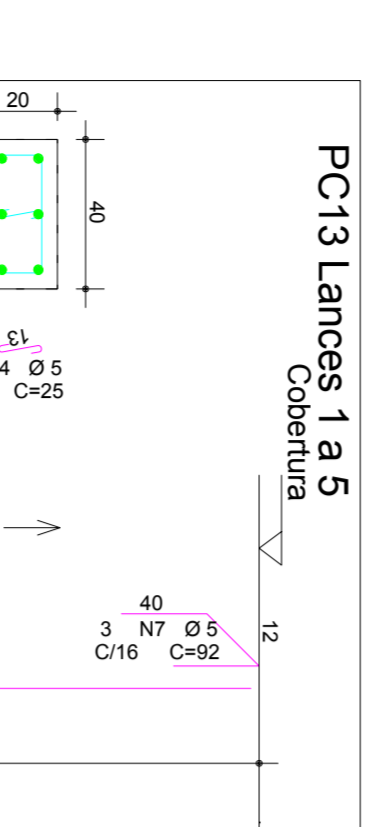 PC13 Lances 1 a 5
Cobertura
20
40
13
4 Ø 5
C=25
40
3 N7 Ø 5
C/16 C=92
12